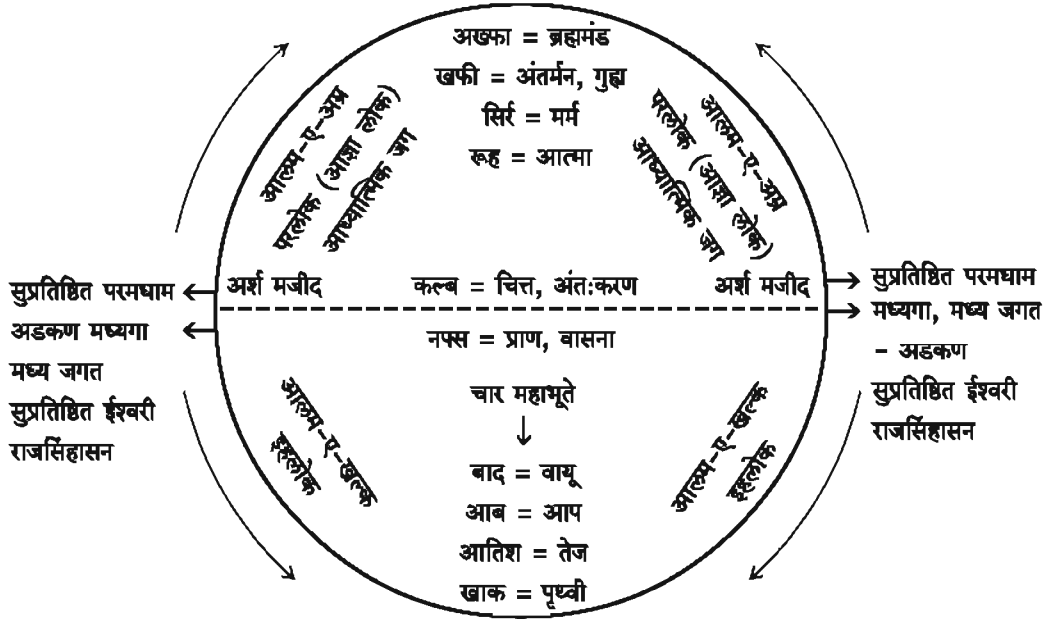 अख्फा = ब्रह्ममंड
खफी = अंतर्मन, गुह्य
सिर्र = मर्म
रूह = आत्मा
आलम-ए-अम्र
परलोक (आज्ञा लोक)
आध्यात्मिक जग
आलम-ए-अम्र
परलोक (आज्ञा लोक)
आध्यात्मिक जग
अर्श मजीद
कल्ब = चित्त, अंतःकरण
अर्श मजीद
सुप्रतिष्ठित परमधाम
अडकण मध्यगा
मध्य जगत
सुप्रतिष्ठित ईश्वरी
राजसिंहासन
सुप्रतिष्ठित परमधाम
मध्यगा, मध्य जगत
- अडकण
सुप्रतिष्ठित ईश्वरी
राजसिंहासन
नफ्स = प्राण, वासना
चार महाभूते
बाद = वायू
आब = आप
आतिश = तेज
खाक = पृथ्वी
आलम-ए-खल्क
इहलोक
आलम-ए-खल्क
इहलोक